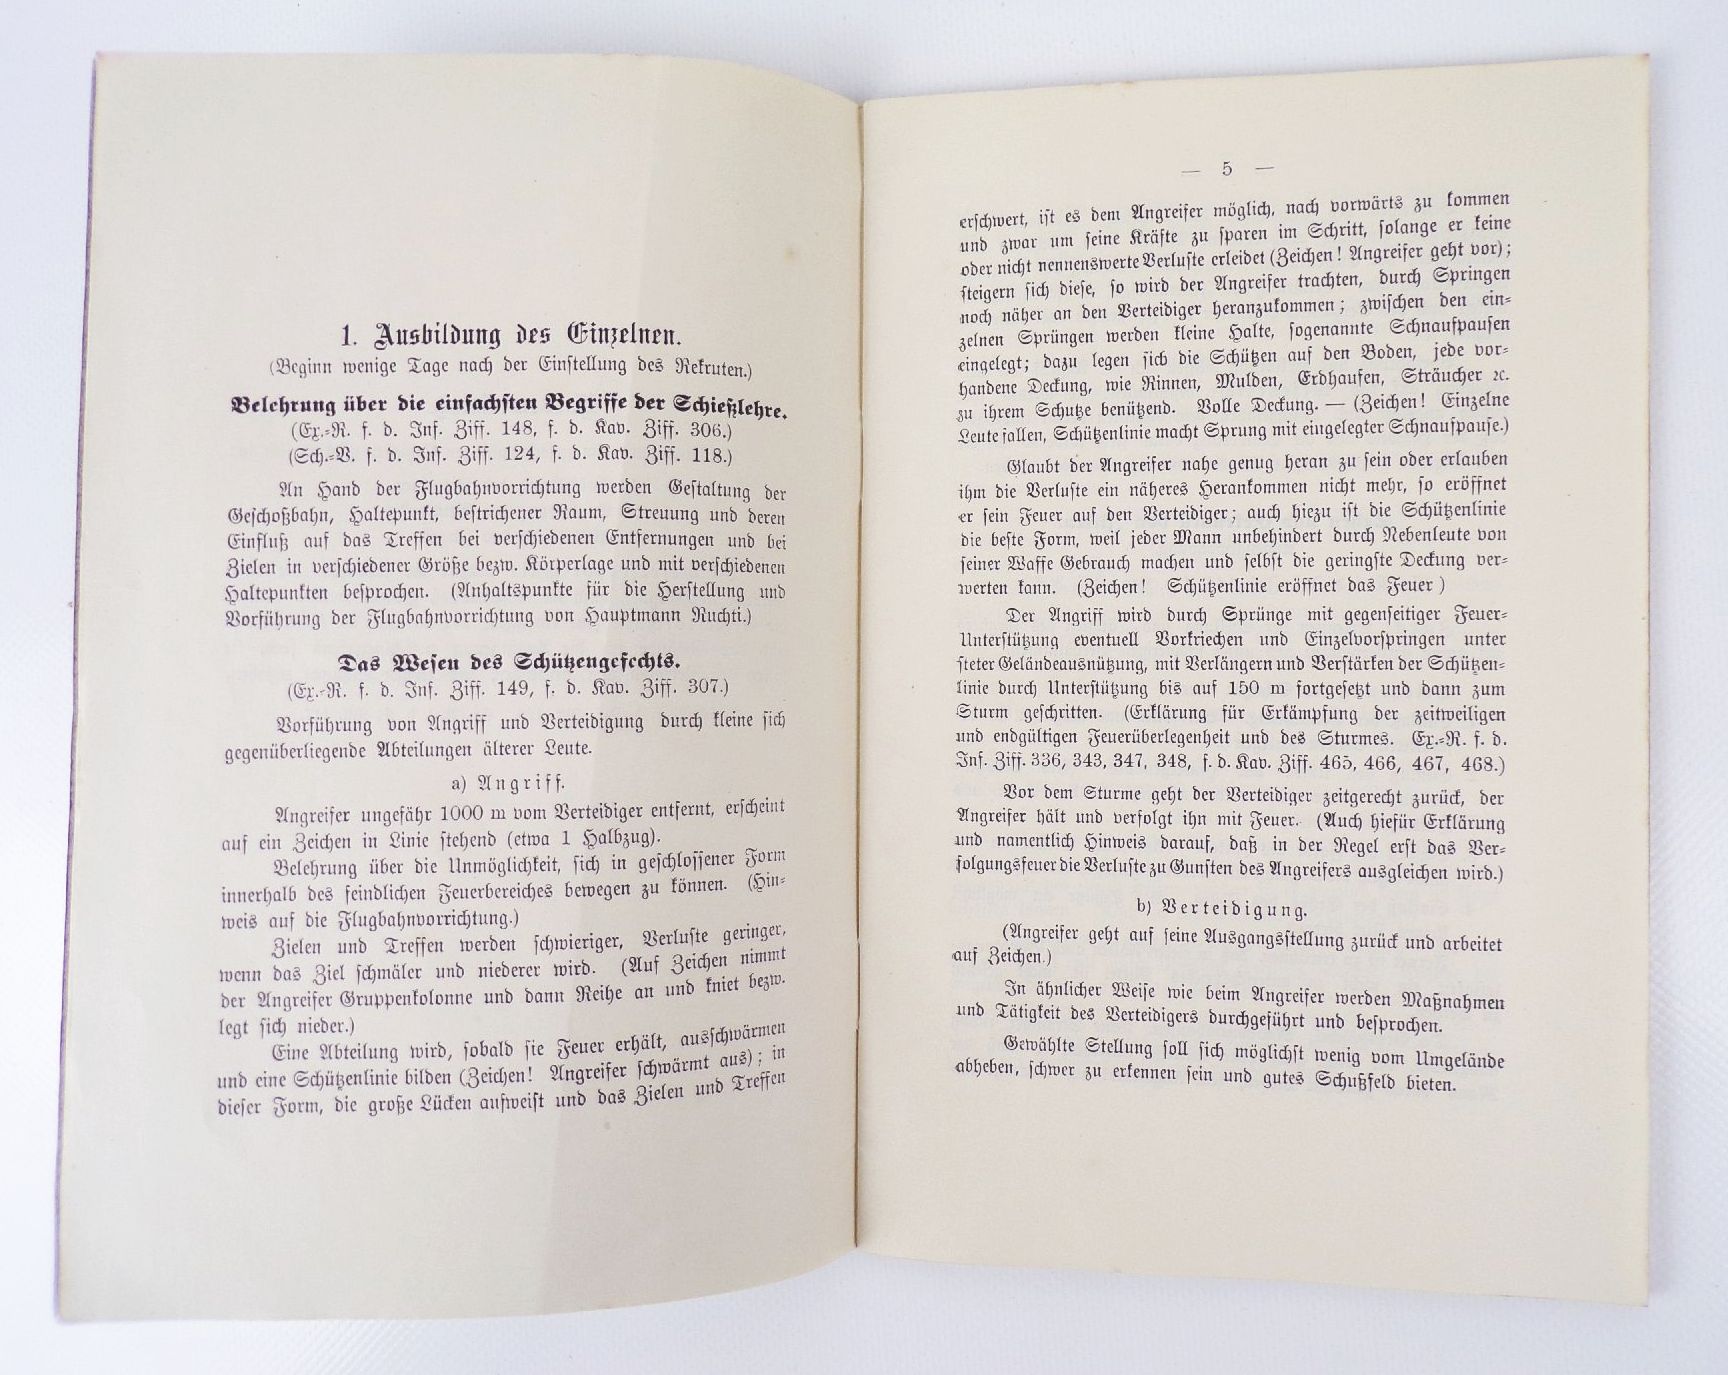 1. Ausbildung des Einzelnen.
(Beginn wenige Tage nach der Einstellung des Rekruten.)
Belehrung über die einfachsten Begriffe der Schießlehre.
(Ex.-R. f. d. Inf. Ziff. 148, f. d. Kav. Ziff. 306.)
(Sch.-V. f. d. Inf. Ziff. 124, f. d. Kav. Ziff. 118.)
An Hand der Flugbahnvorrichtung werden Gestaltung der
Geschoßbahn, Haltepunkt, bestrichener Raum, Streuung und deren
Einfluß auf das Treffen bei verschiedenen Entfernungen und bei
Zielen in verschiedener Größe bezw. Körperlage und mit verschiedenen
Haltepunkten besprochen. (Anhaltspunkte für die Herstellung und
Vorführung der Flugbahnvorrichtung von Hauptmann Ruchti.)
Das Wesen des Schützengefechts.
(Ex.-R. f. d. Inf. Ziff. 149, f. d. Kav. Ziff. 307.)
Vorführung von Angriff und Verteidigung durch kleine sich
gegenüberliegende Abteilungen älterer Leute.
a) Angriff.
Angreifer ungefähr 1000 m vom Verteidiger entfernt, erscheint
auf ein Zeichen in Linie stehend (etwa 1 Halbzug).
Belehrung über die Unmöglichkeit, sich in geschlossener Form
innerhalb des feindlichen Feuerbereiches bewegen zu können. (Hin-
weis auf die Flugbahnvorrichtung.)
Zielen und Treffen werden schwieriger, Verluste geringer,
wenn das Ziel schmäler und niederer wird. (Auf Zeichen nimmt
der Angreifer Gruppenkolonne und dann Reihe an und kniet bezw.
legt sich nieder.)
Eine Abteilung wird, sobald sie Feuer erhält, ausschwärmen
und eine Schützenlinie bilden (Zeichen! Angreifer schwärmt aus); in
dieser Form, die große Lücken aufweist und das Zielen und Treffen
— 5 —
erschwert, ist es dem Angreifer möglich, nach vorwärts zu kommen
und zwar um seine Kräfte zu sparen im Schritt, solange er keine
oder nicht nennenswerte Verluste erleidet (Zeichen! Angreifer geht vor);
steigern sich diese, so wird der Angreifer trachten, durch Springen
noch näher an den Verteidiger heranzukommen; zwischen den ein-
zelnen Sprüngen werden kleine Halte, sogenannte Schnaufpausen
eingelegt; dazu legen sich die Schützen auf den Boden, jede vor-
handene Deckung, wie Rinnen, Mulden, Erdhaufen, Sträucher ꝛc.
zu ihrem Schutze benützend. Volle Deckung. — (Zeichen! Einzelne
Leute fallen, Schützenlinie macht Sprung mit eingelegter Schnaufpause.)
Glaubt der Angreifer nahe genug heran zu sein oder erlauben
ihm die Verluste ein näheres Herankommen nicht mehr, so eröffnet
er sein Feuer auf den Verteidiger; auch hiezu ist die Schützenlinie
die beste Form, weil jeder Mann unbehindert durch Nebenleute von
seiner Waffe Gebrauch machen und selbst die geringste Deckung ver-
werten kann. (Zeichen! Schützenlinie eröffnet das Feuer )
Der Angriff wird durch Sprünge mit gegenseitiger Feuer-
Unterstützung eventuell Vorkriechen und Einzelvorspringen unter
steter Geländeausnützung, mit Verlängern und Verstärken der Schützen-
linie durch Unterstützung bis auf 150 m fortgesetzt und dann zum
Sturm geschritten. (Erklärung für Erkämpfung der zeitweiligen
und endgültigen Feuerüberlegenheit und des Sturmes. Ex.-R. f. d.
Inf. Ziff. 336, 343, 347, 348, f. d. Kav. Ziff. 465, 466, 467, 468.)
Vor dem Sturme geht der Verteidiger zeitgerecht zurück, der
Angreifer hält und verfolgt ihn mit Feuer. (Auch hiefür Erklärung
und namentlich Hinweis darauf, daß in der Regel erst das Ver-
folgungsfeuer die Verluste zu Gunsten des Angreifers ausgleichen wird.)
b) Verteidigung.
(Angreifer geht auf seine Ausgangsstellung zurück und arbeitet
auf Zeichen.)
In ähnlicher Weise wie beim Angreifer werden Maßnahmen
und Tätigkeit des Verteidigers durchgeführt und besprochen.
Gewählte Stellung soll sich möglichst wenig vom Umgelände
abheben, schwer zu erkennen sein und gutes Schußfeld bieten.